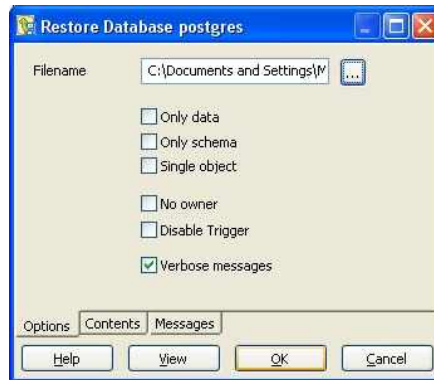 Restore Database postgres
Filename C:\Documents and Settings\M ...
Only data
Only schema
Single object
No owner
Disable Trigger
Verbose messages
Options Contents Messages
Help View OK Cancel